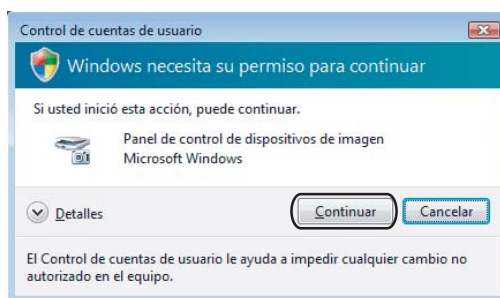 Control de cuentas de usuario
Windows necesita su permiso para continuar
Si usted inició esta acción, puede continuar.
Panel de control de dispositivos de imagen
Microsoft Windows
Detalles
Continuar
Cancelar
El Control de cuentas de usuario le ayuda a impedir cualquier cambio no
autorizado en el equipo.